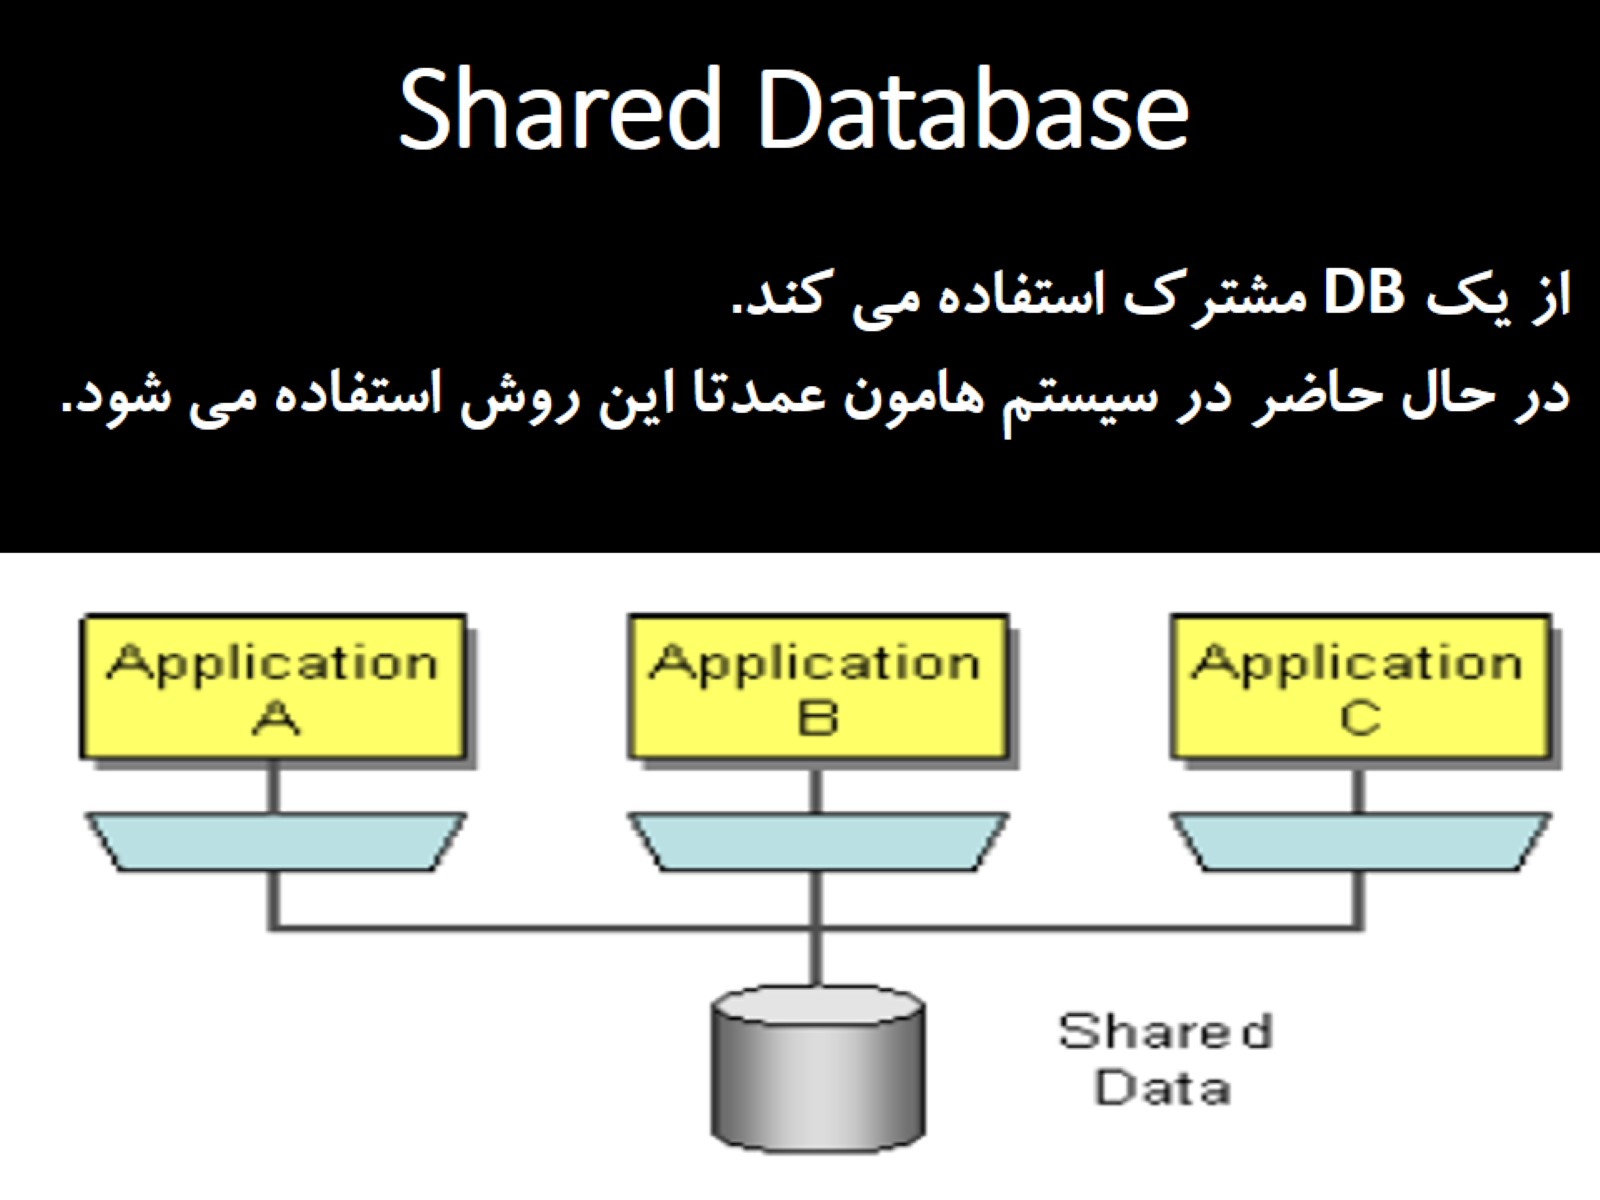 Shared Database
از یک DB مشترک استفاده می کند.
در حال حاضر در سیستم هامون عمدتا این روش استفاده می شود.
Application
A
Application
B
Application
C
Shared
Data